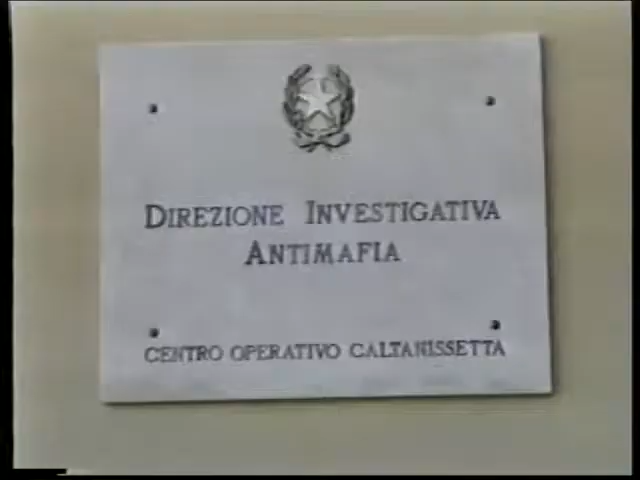 DIREZIONE INVESTIGATIVA
ANTIMAFIA
CENTRO OPERATIVO CALTANISSETTA